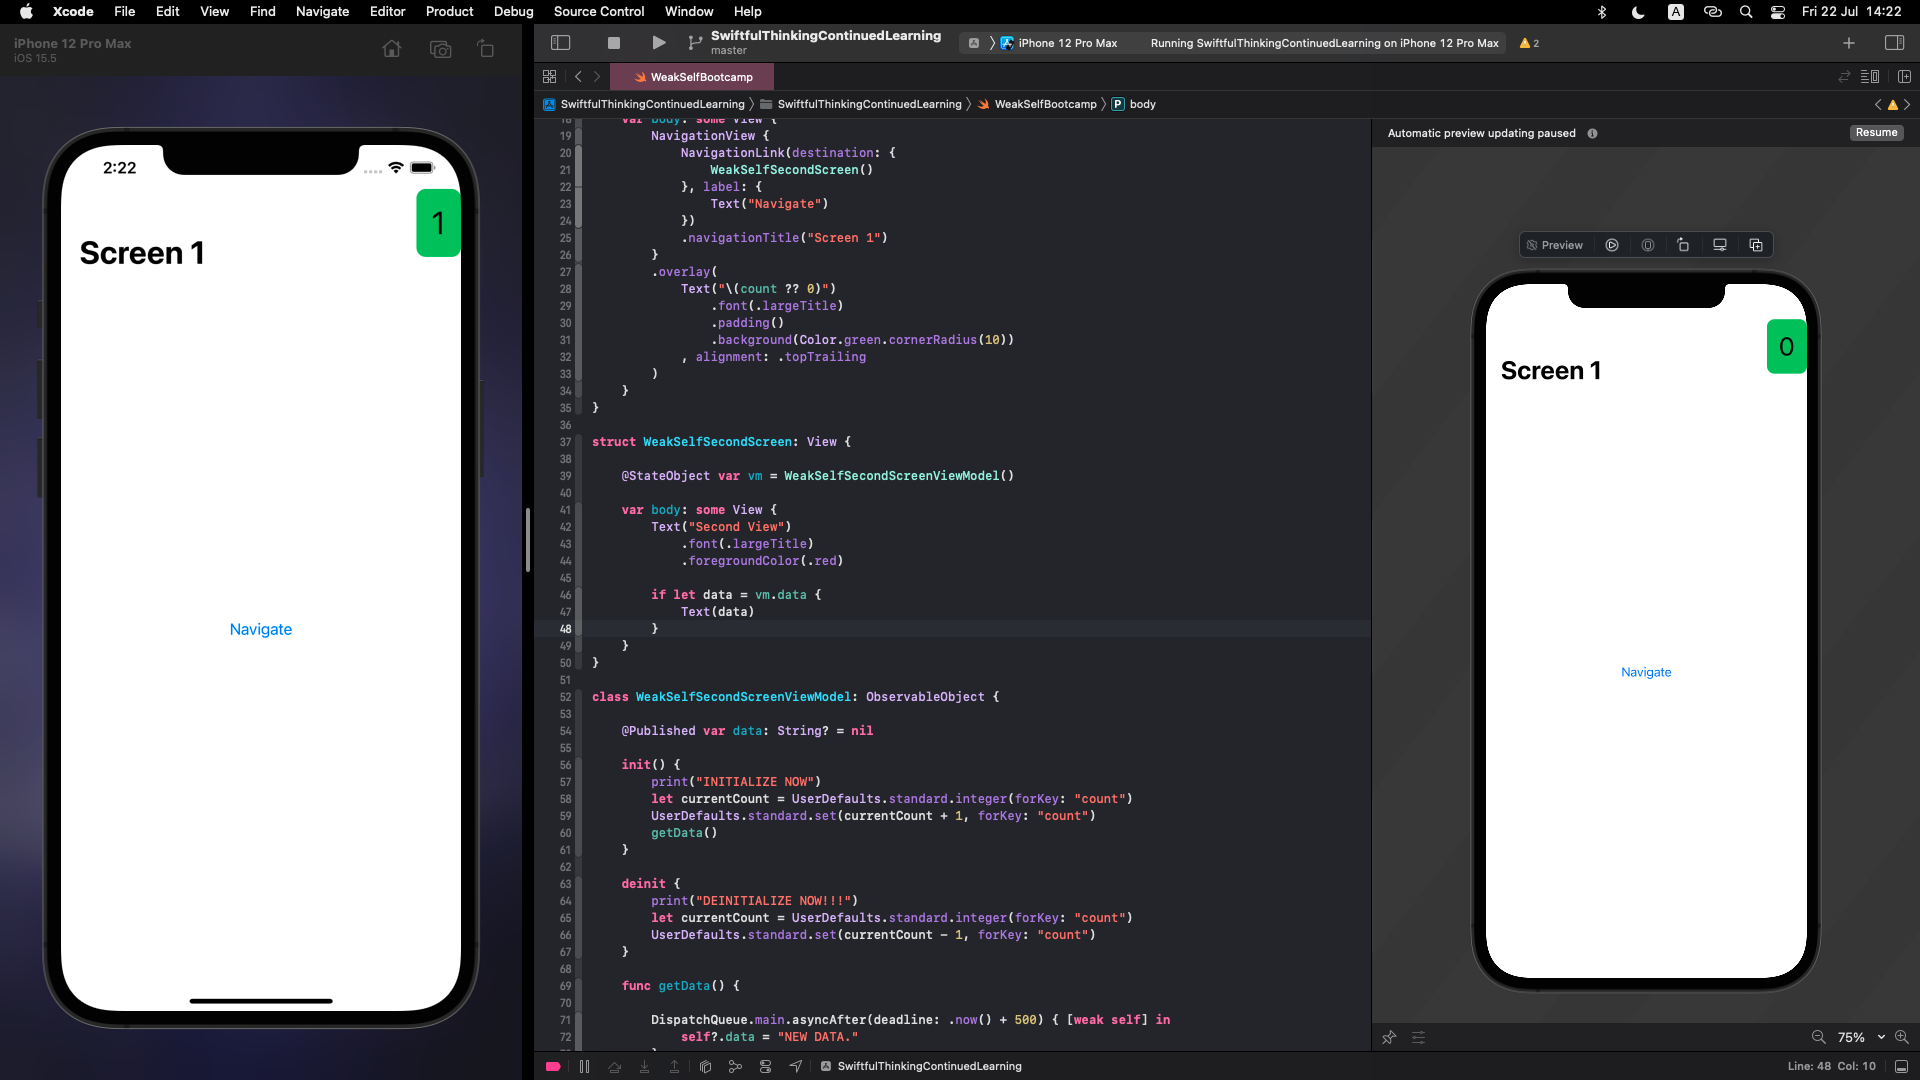 Xcode File Edit View Find Navigate Editor Product Debug Source Control Window Help
A Fri 22 Jul 14:22
iPhone 12 Pro Max
iOS 15.5
2:22
1
Screen 1
Navigate
SwiftfulThinkingContinuedLearning
master
iPhone 12 Pro Max
Running SwiftfulThinkingContinuedLearning on iPhone 12 Pro Max
2
WeakSelfBootcamp
SwiftfulThinkingContinuedLearning SwiftfulThinkingContinuedLearning WeakSelfBootcamp P body
18 var body: some View {
19 NavigationView {
20 NavigationLink(destination: {
21 WeakSelfSecondScreen()
22 }, label: {
23 Text("Navigate")
24 })
25 .navigationTitle("Screen 1")
26 }
27 .overlay(
28 Text("\(count ?? 0)")
29 .font(.largeTitle)
30 .padding()
31 .background(Color.green.cornerRadius(10))
32 , alignment: .topTrailing
33 )
34 }
35 }
36
37 struct WeakSelfSecondScreen: View {
38
39 @StateObject var vm = WeakSelfSecondScreenViewModel()
40
41 var body: some View {
42 Text("Second View")
43 .font(.largeTitle)
44 .foregroundColor(.red)
45
46 if let data = vm.data {
47 Text(data)
48 }
49 }
50 }
51
52 class WeakSelfSecondScreenViewModel: ObservableObject {
53
54 @Published var data: String? = nil
55
56 init() {
57 print("INITIALIZE NOW")
58 let currentCount = UserDefaults.standard.integer(forKey: "count")
59 UserDefaults.standard.set(currentCount + 1, forKey: "count")
60 getData()
61 }
62
63 deinit {
64 print("DEINITIALIZE NOW!!!")
65 let currentCount = UserDefaults.standard.integer(forKey: "count")
66 UserDefaults.standard.set(currentCount - 1, forKey: "count")
67 }
68
69 func getData() {
70
71 DispatchQueue.main.asyncAfter(deadline: .now() + 500) { [weak self] in
72 self?.data = "NEW DATA."
SwiftfulThinkingContinuedLearning
Automatic preview updating paused
Resume
Preview
0
Screen 1
Navigate
75%
Line: 48 Col: 10